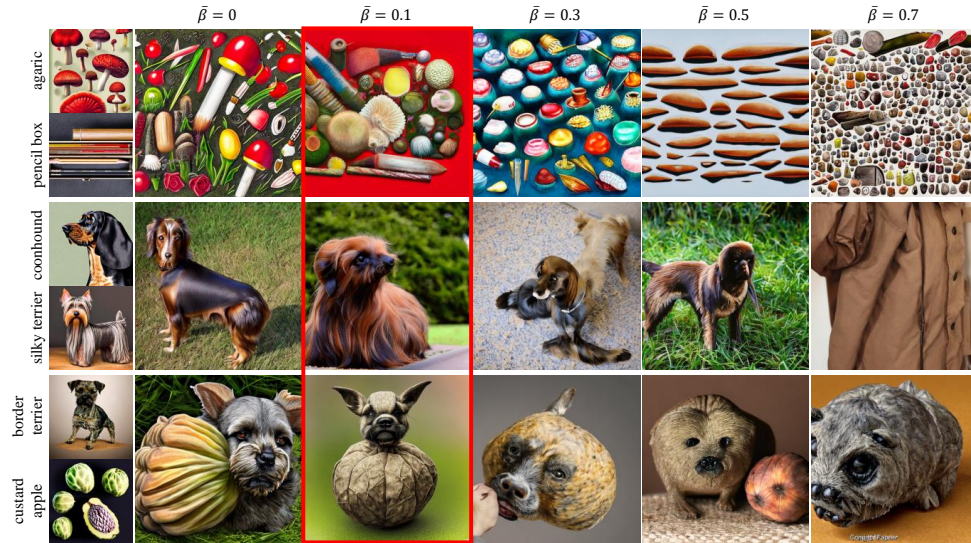 β̄ = 0
β̄ = 0.1
β̄ = 0.3
β̄ = 0.5
β̄ = 0.7
agaric
pencil box
coonhound
silky terrier
border
terrier
custard
apple